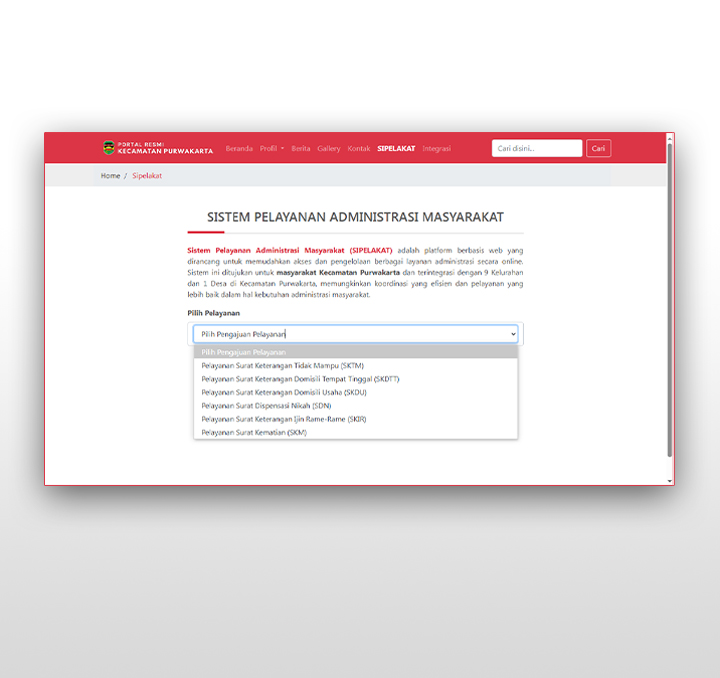 PORTAL RESMI
KECAMATAN PURWAKARTA
Beranda Profil Berita Gallery Kontak SIPELAKAT Integrasi
Cari disini.. Cari
Home / Sipelakat
SISTEM PELAYANAN ADMINISTRASI MASYARAKAT
Sistem Pelayanan Administrasi Masyarakat (SIPELAKAT) adalah platform berbasis web yang
dirancang untuk memudahkan akses dan pengelolaan berbagai layanan administrasi secara online.
Sistem ini ditujukan untuk masyarakat Kecamatan Purwakarta dan terintegrasi dengan 9 Kelurahan
dan 1 Desa di Kecamatan Purwakarta, memungkinkan koordinasi yang efisien dan pelayanan yang
lebih baik dalam hal kebutuhan administrasi masyarakat.
Pilih Pelayanan
Pilih Pengajuan Pelayanan
Pilih Pengajuan Pelayanan
Pelayanan Surat Keterangan Tidak Mampu (SKTM)
Pelayanan Surat Keterangan Domisili Tempat Tinggal (SKDTT)
Pelayanan Surat Keterangan Domisili Usaha (SKDU)
Pelayanan Surat Dispensasi Nikah (SDN)
Pelayanan Surat Keterangan Ijin Rame-Rame (SKIR)
Pelayanan Surat Kematian (SKM)